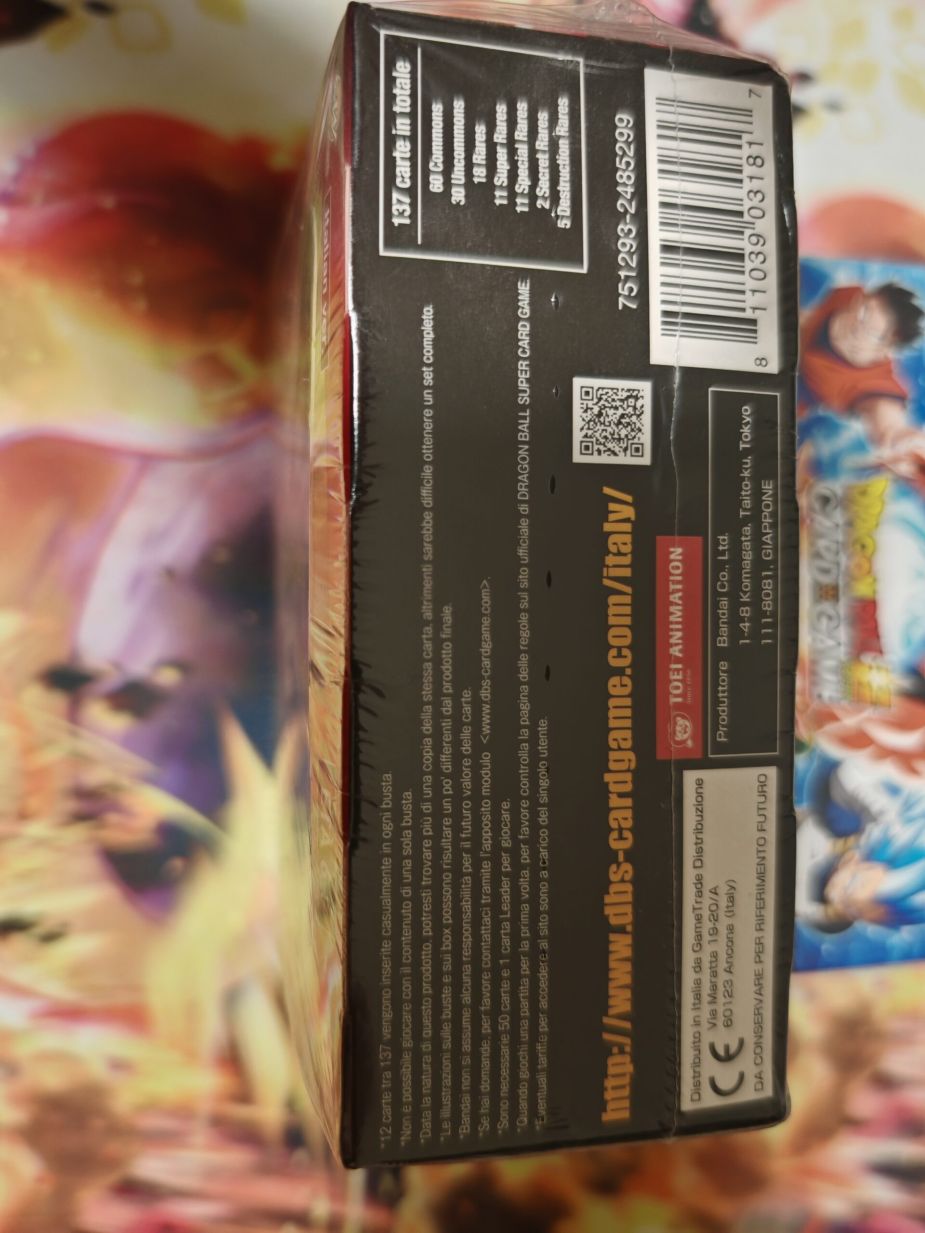 *12 carte tra 137 vengono inserite casualmente in ogni busta.
*Non è possibile giocare con il contenuto di una sola busta.
*Data la natura di questo prodotto, potresti trovare più di una copia della stessa carta, altrimenti sarebbe difficile ottenere un set completo.
*Le illustrazioni sulle buste e sui box possono risultare un po' differenti dal prodotto finale.
*Bandai non si assume alcuna responsabilità per il futuro valore delle carte.
*Se hai domande, per favore contattaci tramite l'apposito modulo <www.dbs-cardgame.com>.
*Sono necessarie 50 carte e 1 carta Leader per giocare.
*Quando giochi una partita per la prima volta, per favore controlla la pagina delle regole sul sito ufficiale di DRAGON BALL SUPER CARD GAME.
*Eventuali tariffe per accedere al sito sono a carico del singolo utente.
137 carte in totale
60 Commons
30 Uncommons
18 Rares
11 Super Rares
11 Special Rares
2 Secret Rares
5 Destruction Rares
http://www.dbs-cardgame.com/italy/
751293-2485299
8 11039 03181 7
TOEI ANIMATION
Distribuito in Italia da GameTrade Distribuzione
CE Via Maratta 19-20/A
60123 Ancona (Italy)
DA CONSERVARE PER RIFERIMENTO FUTURO
Produttore Bandai Co., Ltd.
1-4-8 Komagata, Taito-ku, Tokyo
111-8081, GIAPPONE
Italian Ver.